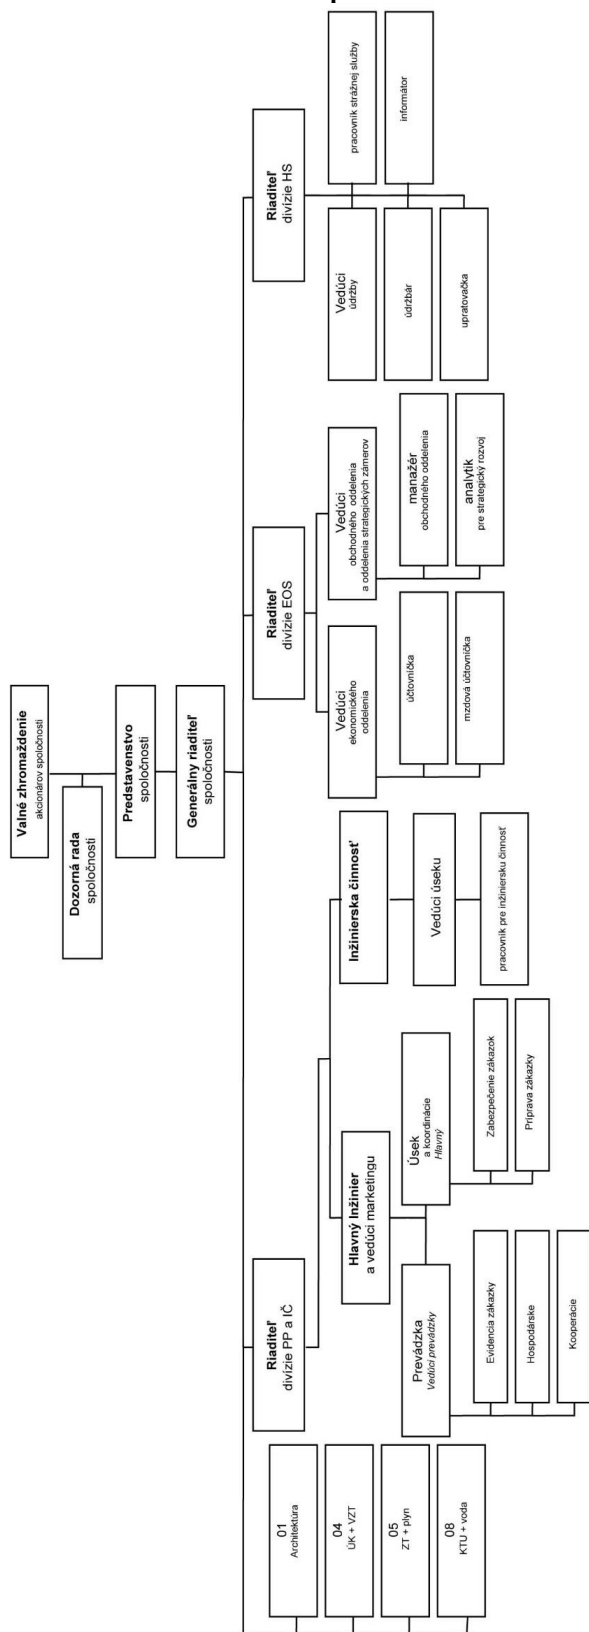 Valné zhromaždenie
akcionárov spoločnosti
Dozorná rada
spoločnosti
Predstavenstvo
spoločnosti
Generálny riaditeľ
spoločnosti
01
Architektúra
04
ÚK + VZT
05
ZT + plyn
08
KTU + voda
Riaditeľ
divízie PP a IČ
Hlavný Inžinier
a vedúci marketingu
Prevádzka
Vedúci prevádzky
Evidencia zákazky
Hospodárske
Kooperácie
Úsek
a koordinácie
Hlavný
Zabezpečenie zákazok
Príprava zákazky
Inžinierska činnosť
Vedúci úseku
pracovník pre inžiniersku činnosť
Riaditeľ
divízie EOS
Vedúci
ekonomického
oddelenia
účtovníčka
mzdová účtovníčka
Vedúci
obchodného oddelenia
a oddelenia strategických zámerov
manažér
obchodného oddelenia
analytik
pre strategický rozvoj
Riaditeľ
divízie HS
Vedúci
údržby
pracovník strážnej služby
údržbár
informátor
upratovačka